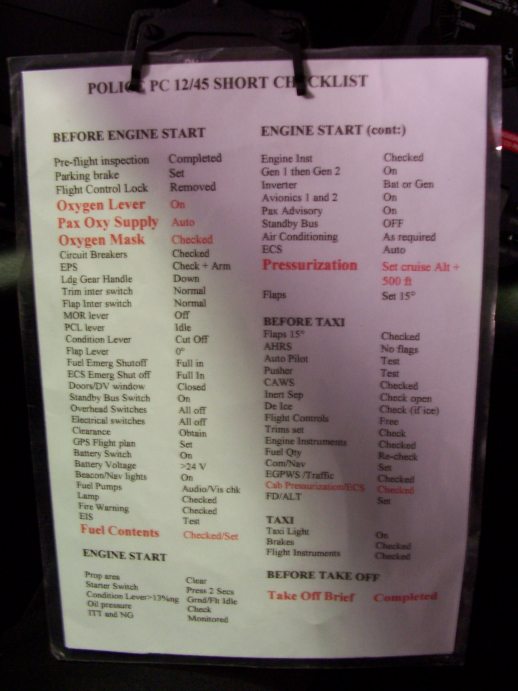 POLICE PC 12/45 SHORT CHECKLIST
BEFORE ENGINE START
Pre-flight inspection Completed
Parking brake Set
Flight Control Lock Removed
Oxygen Lever On
Pax Oxy Supply Auto
Oxygen Mask Checked
Circuit Breakers Checked
EPS Check + Arm
Ldg Gear Handle Down
Trim inter switch Normal
Flap Inter switch Normal
MOR lever Off
PCL lever Idle
Condition Lever Cut Off
Flap Lever 0°
Fuel Emerg Shutoff Full in
ECS Emerg Shut off Full In
Doors/DV window Closed
Standby Bus Switch On
Overhead Switches All off
Electrical switches All off
Clearance Obtain
GPS Flight plan Set
Battery Switch On
Battery Voltage >24 V
Beacon/Nav lights On
Fuel Pumps Audio/Vis chk
Lamp Checked
Fire Warning Checked
EIS Test
Fuel Contents Checked/Set
ENGINE START
Prop area Clear
Starter Switch Press 2 Secs
Condition Lever>13%ng Grnd/Flt Idle
Oil pressure Check
ITT and NG Monitored
ENGINE START (cont:)
Engine Inst Checked
Gen 1 then Gen 2 On
Inverter Bat or Gen
Avionics 1 and 2 On
Pax Advisory On
Standby Bus OFF
Air Conditioning As required
ECS Auto
Pressurization Set cruise Alt +
500 ft
Flaps Set 15°
BEFORE TAXI
Flaps 15° Checked
AHRS No flags
Auto Pilot Test
Pusher Test
CAWS Checked
Inert Sep Check open
De Ice Check (if ice)
Flight Controls Free
Trims set Check
Engine Instruments Checked
Fuel Qty Re-check
Com/Nav Set
EGPWS /Traffic Checked
Cab Pressurization/ECS Checked
FD/ALT Set
TAXI
Taxi Light On
Brakes Checked
Flight Instruments Checked
BEFORE TAKE OFF
Take Off Brief Completed